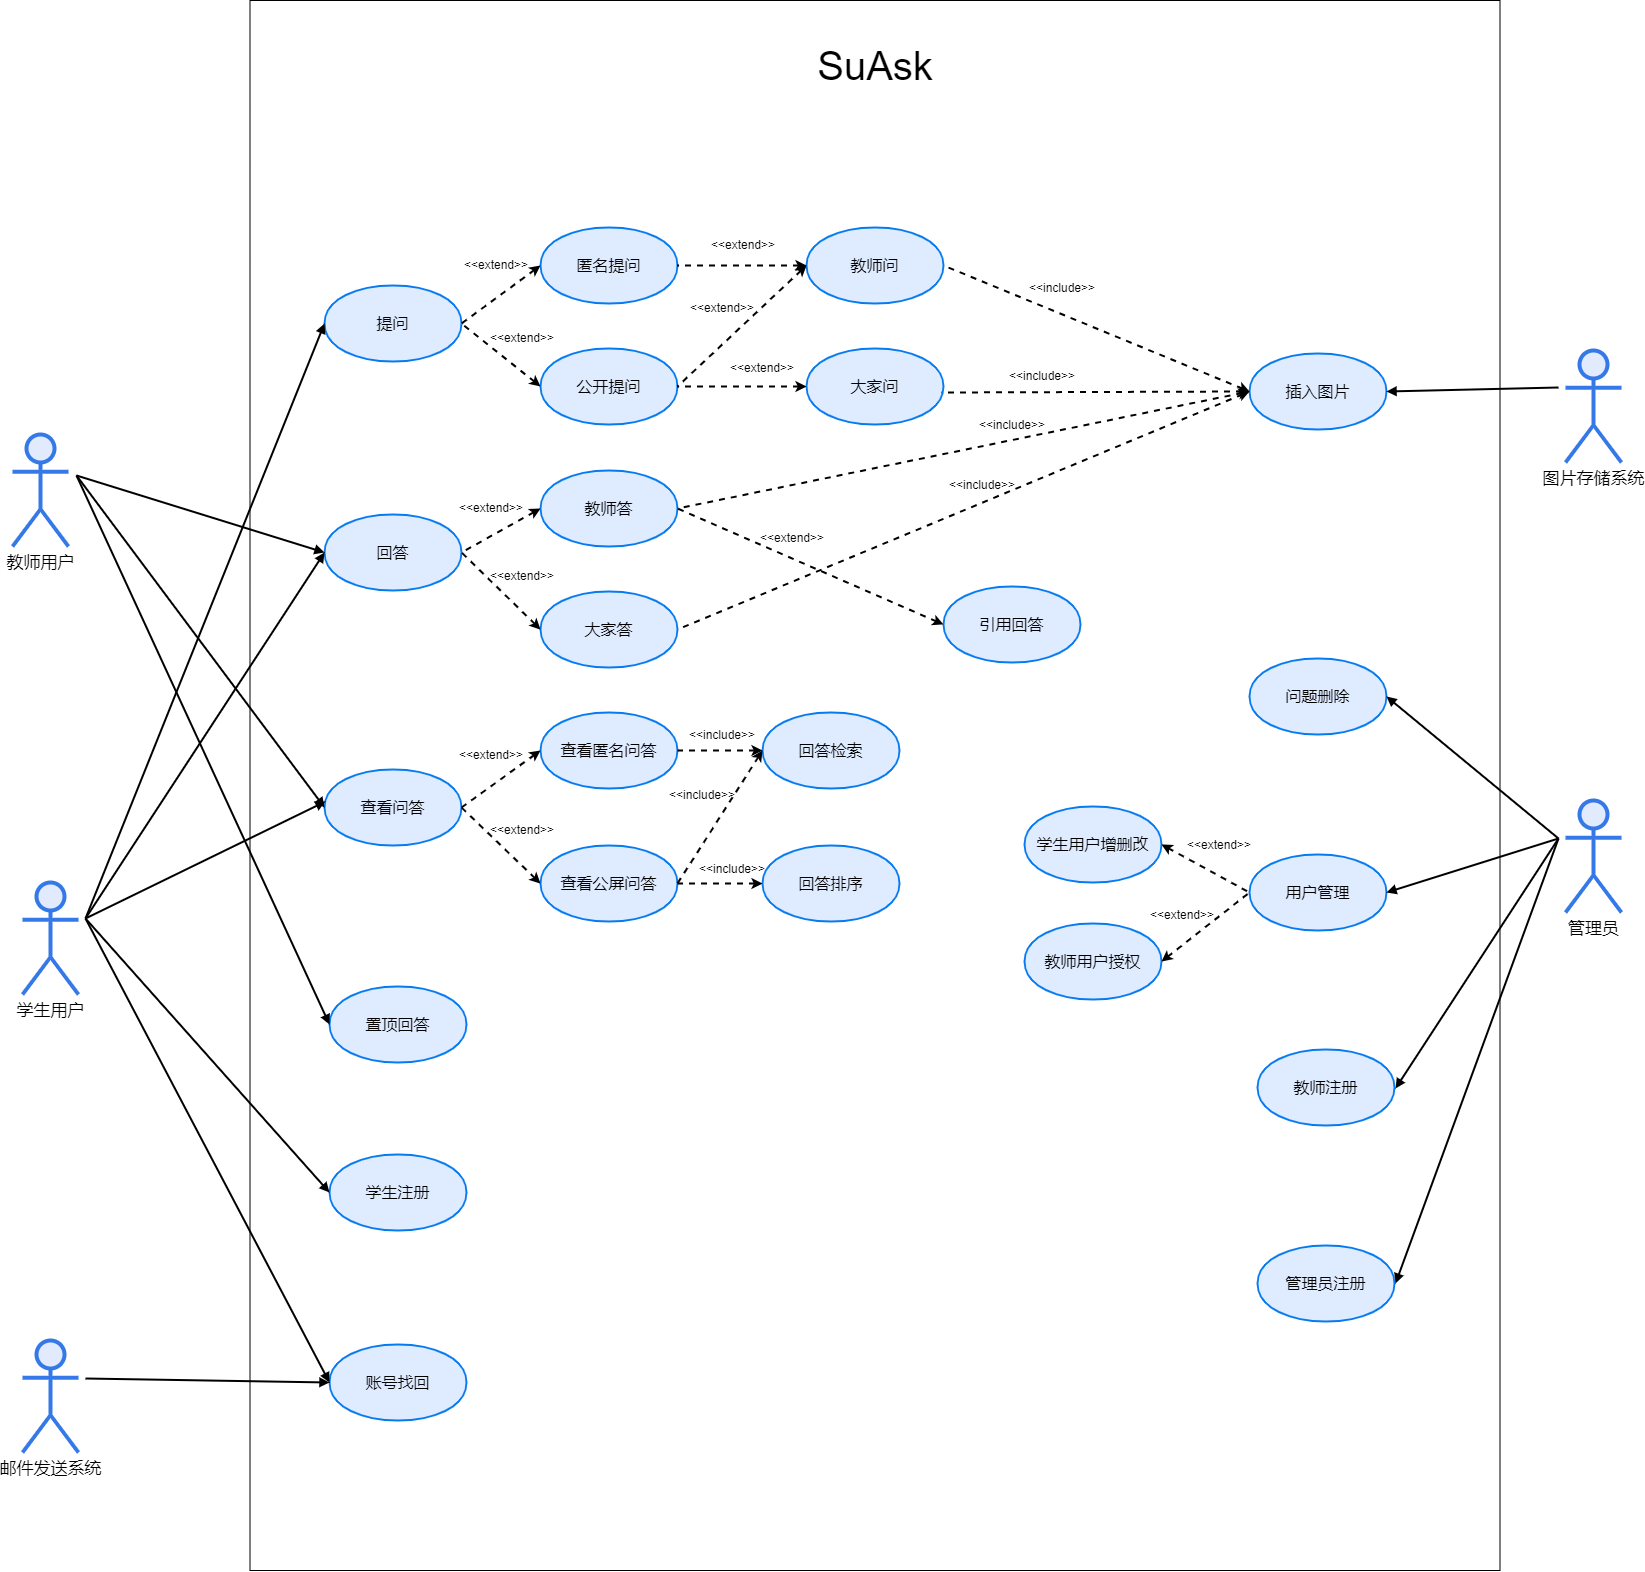 SuAsk
匿名提问
<<extend>>
教师问
<<extend>>
<<include>>
提问
<<extend>>
<<extend>>
公开提问
<<extend>>
大家问
<<include>>
插入图片
<<include>>
图片存储系统
教师用户
回答
<<extend>>
教师答
<<include>>
<<extend>>
<<extend>>
大家答
引用回答
问题删除
查看匿名问答
<<include>>
回答检索
<<extend>>
<<include>>
查看问答
<<extend>>
查看公屏问答
<<include>>
回答排序
学生用户增删改
<<extend>>
用户管理
<<extend>>
教师用户授权
管理员
学生用户
置顶回答
教师注册
学生注册
管理员注册
账号找回
邮件发送系统